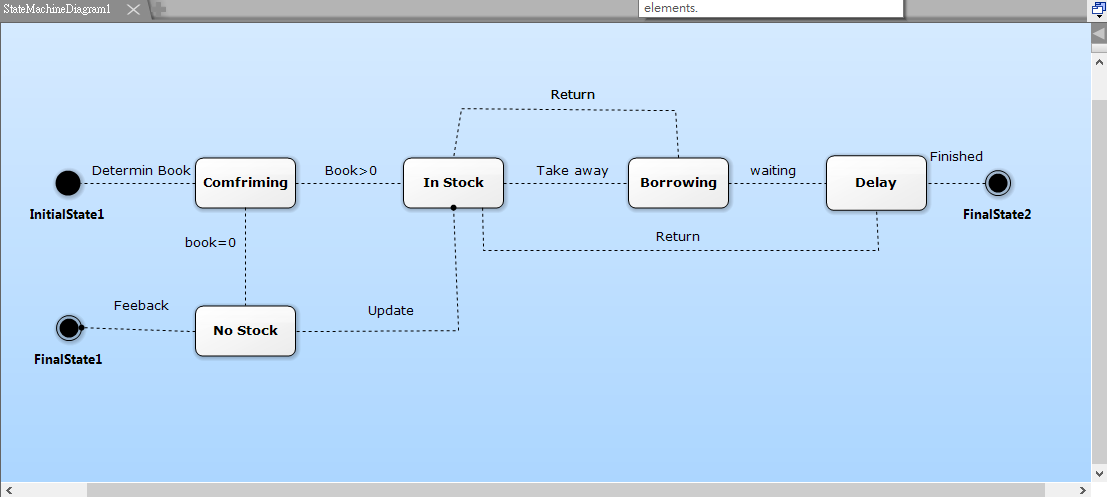 StateMachineDiagram1
elements.
Return
Determin Book
Book>0
Take away
waiting
Finished
Comfriming
In Stock
Borrowing
Delay
InitialState1
FinalState2
book=0
Return
Feeback
Update
No Stock
FinalState1